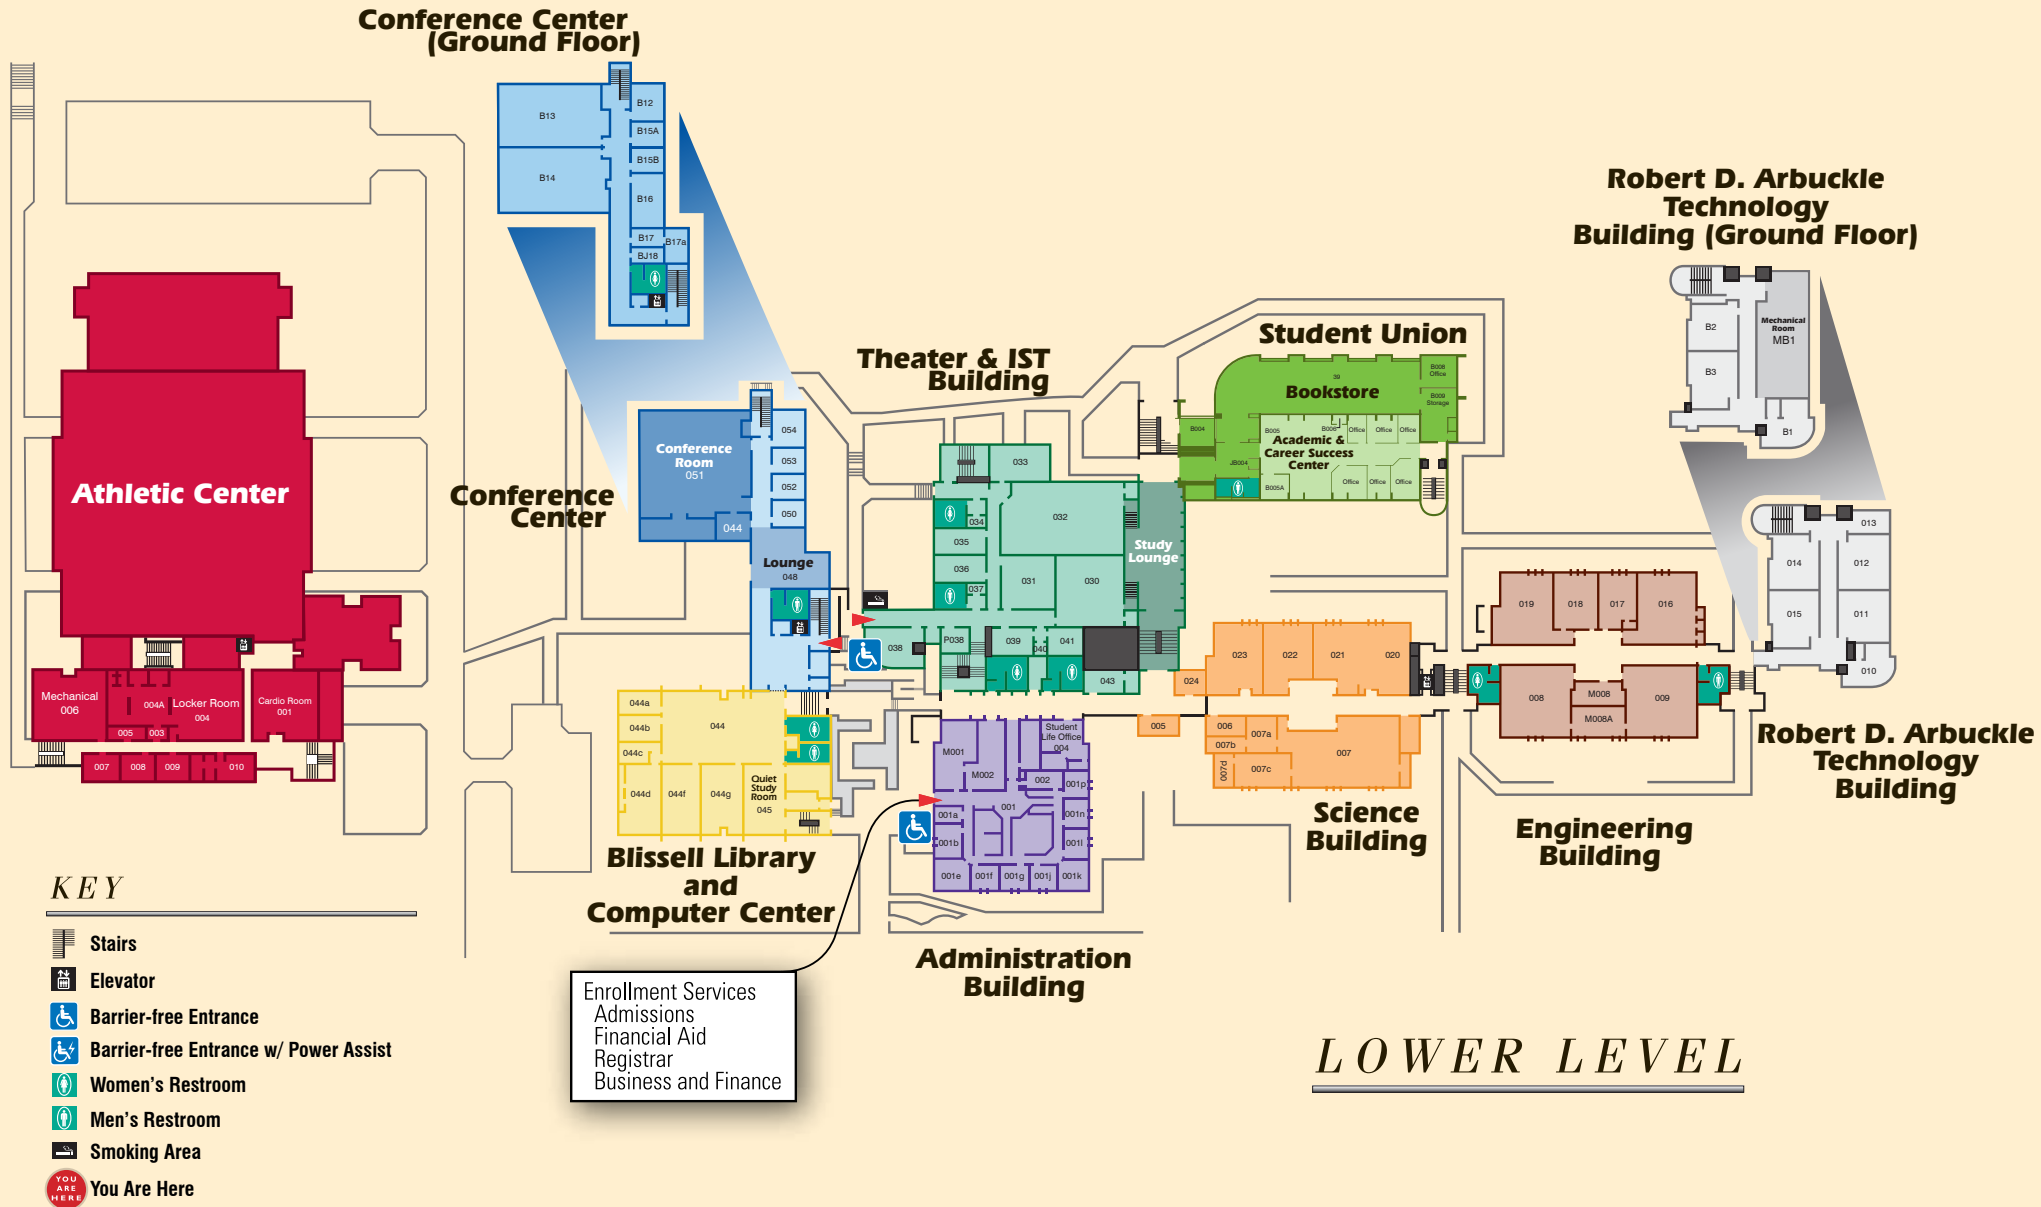 Conference Center
(Ground Floor)
B13
B12
B15A
B15B
B14
B16
B17
B17a
BJ18
Robert D. Arbuckle
Technology
Building (Ground Floor)
B2
Mechanical
Room
MB1
B3
B1
Student Union
39
Bookstore
B008
Office
B009
Storage
B004
B005
B006
Office
Office
Office
Academic &
Career Success
Center
JB004
B005A
Office
Office
Office
Theater & IST
Building
033
032
034
035
036
037
031
030
Study
Lounge
038
P038
039
040
041
043
Conference
Center
Conference
Room
051
054
053
052
050
044
Lounge
048
Athletic Center
Mechanical
006
004A
Locker Room
004
005
003
Cardio Room
001
007
008
009
010
044a
044b
044c
044
044d
044f
044g
Quiet
Study
Room
045
Blissell Library
and
Computer Center
M001
M002
Student
Life Office
004
002
001p
001
001a
001n
001b
001l
001e
001f
001g
001j
001k
Administration
Building
023
022
021
020
024
005
006
007a
007b
007
007c
007d
Science
Building
019
018
017
016
008
M008
M008A
009
Engineering
Building
013
014
012
015
011
010
Robert D. Arbuckle
Technology
Building
Enrollment Services
Admissions
Financial Aid
Registrar
Business and Finance
KEY
Stairs
Elevator
Barrier-free Entrance
Barrier-free Entrance w/ Power Assist
Women's Restroom
Men's Restroom
Smoking Area
YOU
ARE
HERE
You Are Here
LOWER LEVEL